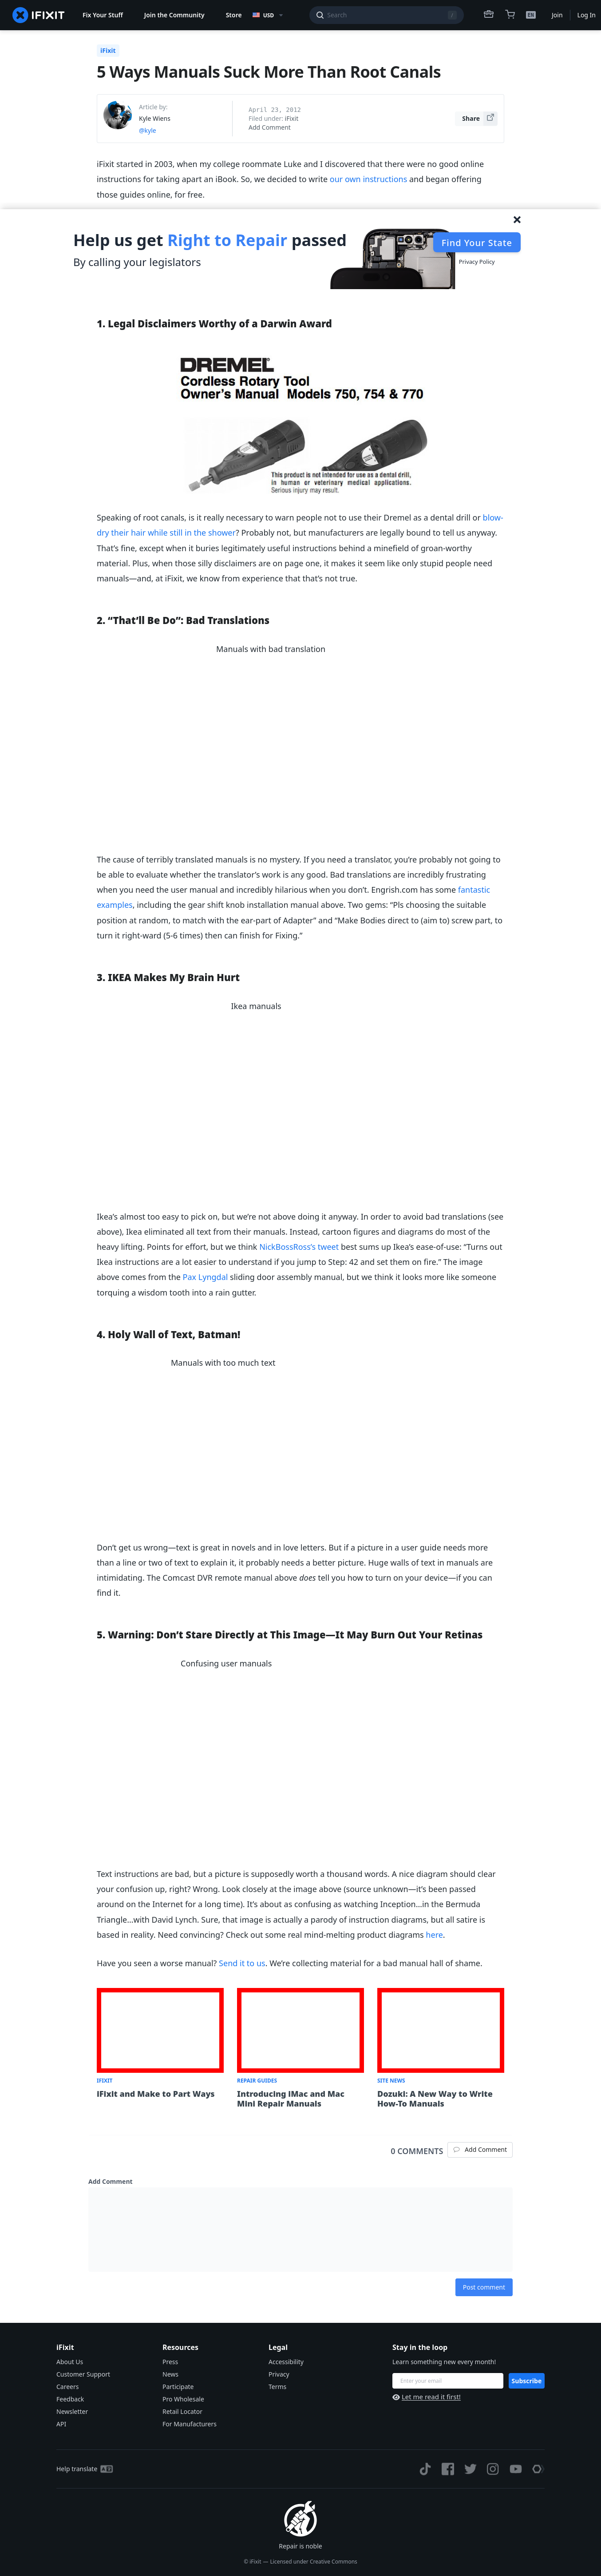 IFIXIT
Fix Your Stuff
Join the Community
Store
USD
Search
/
EN
Join
Log In
iFixit
5 Ways Manuals Suck More Than Root Canals
Article by:
Kyle Wiens
@kyle
April 23, 2012
Filed under: iFixit
Add Comment
Share
iFixit started in 2003, when my college roommate Luke and I discovered that there were no good online
instructions for taking apart an iBook. So, we decided to write our own instructions and began offering
those guides online, for free.
Help us get Right to Repair passed
By calling your legislators
Find Your State
Privacy Policy
1. Legal Disclaimers Worthy of a Darwin Award
DREMEL
Cordless Rotary Tool
Owner's Manual Models 750, 754 & 770
This product is not intended for use as a dental drill,
in human or veterinary medical applications.
Serious injury may result.
Speaking of root canals, is it really necessary to warn people not to use their Dremel as a dental drill or blow-
dry their hair while still in the shower? Probably not, but manufacturers are legally bound to tell us anyway.
That's fine, except when it buries legitimately useful instructions behind a minefield of groan-worthy
material. Plus, when those silly disclaimers are on page one, it makes it seem like only stupid people need
manuals—and, at iFixit, we know from experience that that's not true.
2. “That'll Be Do”: Bad Translations
Manuals with bad translation
The cause of terribly translated manuals is no mystery. If you need a translator, you're probably not going to
be able to evaluate whether the translator's work is any good. Bad translations are incredibly frustrating
when you need the user manual and incredibly hilarious when you don't. Engrish.com has some fantastic
examples, including the gear shift knob installation manual above. Two gems: “Pls choosing the suitable
position at random, to match with the ear-part of Adapter” and “Make Bodies direct to (aim to) screw part, to
turn it right-ward (5-6 times) then can finish for Fixing.”
3. IKEA Makes My Brain Hurt
Ikea manuals
Ikea's almost too easy to pick on, but we're not above doing it anyway. In order to avoid bad translations (see
above), Ikea eliminated all text from their manuals. Instead, cartoon figures and diagrams do most of the
heavy lifting. Points for effort, but we think NickBossRoss's tweet best sums up Ikea's ease-of-use: “Turns out
Ikea instructions are a lot easier to understand if you jump to Step: 42 and set them on fire.” The image
above comes from the Pax Lyngdal sliding door assembly manual, but we think it looks more like someone
torquing a wisdom tooth into a rain gutter.
4. Holy Wall of Text, Batman!
Manuals with too much text
Don't get us wrong—text is great in novels and in love letters. But if a picture in a user guide needs more
than a line or two of text to explain it, it probably needs a better picture. Huge walls of text in manuals are
intimidating. The Comcast DVR remote manual above does tell you how to turn on your device—if you can
find it.
5. Warning: Don't Stare Directly at This Image—It May Burn Out Your Retinas
Confusing user manuals
Text instructions are bad, but a picture is supposedly worth a thousand words. A nice diagram should clear
your confusion up, right? Wrong. Look closely at the image above (source unknown—it's been passed
around on the Internet for a long time). It's about as confusing as watching Inception…in the Bermuda
Triangle…with David Lynch. Sure, that image is actually a parody of instruction diagrams, but all satire is
based in reality. Need convincing? Check out some real mind-melting product diagrams here.
Have you seen a worse manual? Send it to us. We're collecting material for a bad manual hall of shame.
IFIXIT
iFixit and Make to Part Ways
REPAIR GUIDES
Introducing iMac and Mac
Mini Repair Manuals
SITE NEWS
Dozuki: A New Way to Write
How-To Manuals
0 COMMENTS
Add Comment
Add Comment
Post comment
iFixit
About Us
Customer Support
Careers
Feedback
Newsletter
API
Resources
Press
News
Participate
Pro Wholesale
Retail Locator
For Manufacturers
Legal
Accessibility
Privacy
Terms
Stay in the loop
Learn something new every month!
Enter your email
Subscribe
Let me read it first!
Help translate
Repair is noble
© iFixit — Licensed under Creative Commons